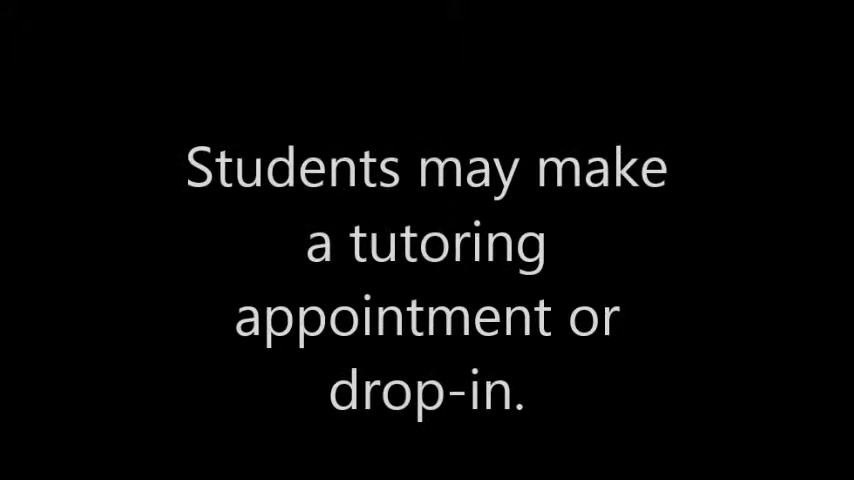 Students may make
a tutoring
appointment or
drop-in.